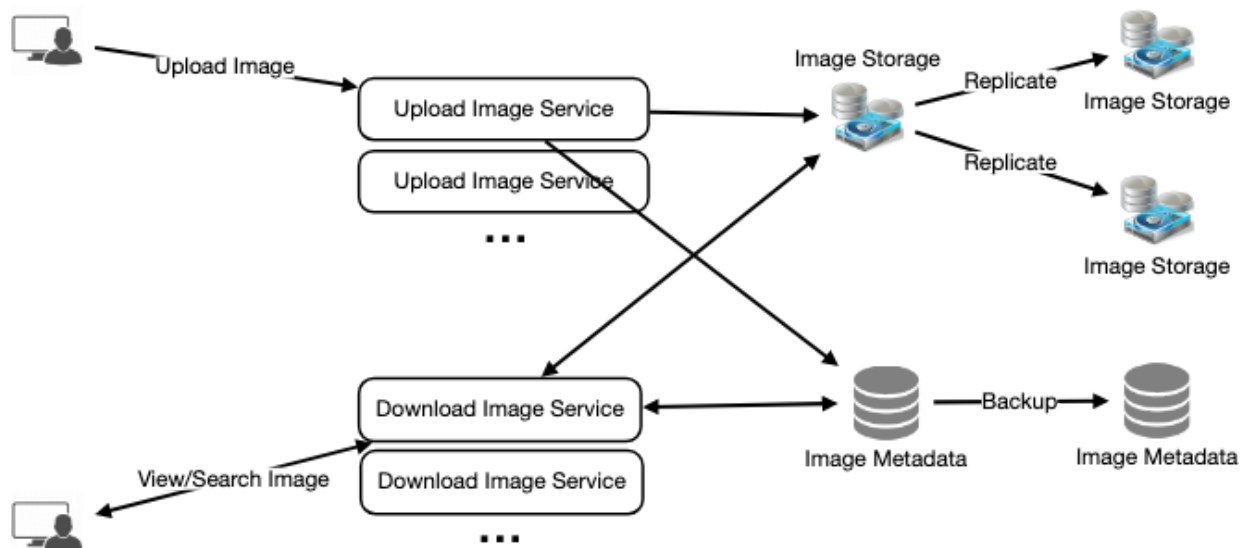 Upload Image
Image Storage
Replicate
Image Storage
Upload Image Service
Replicate
Upload Image Service
...
Image Storage
Download Image Service
Backup
Image Metadata
Image Metadata
View/Search Image
Download Image Service
...